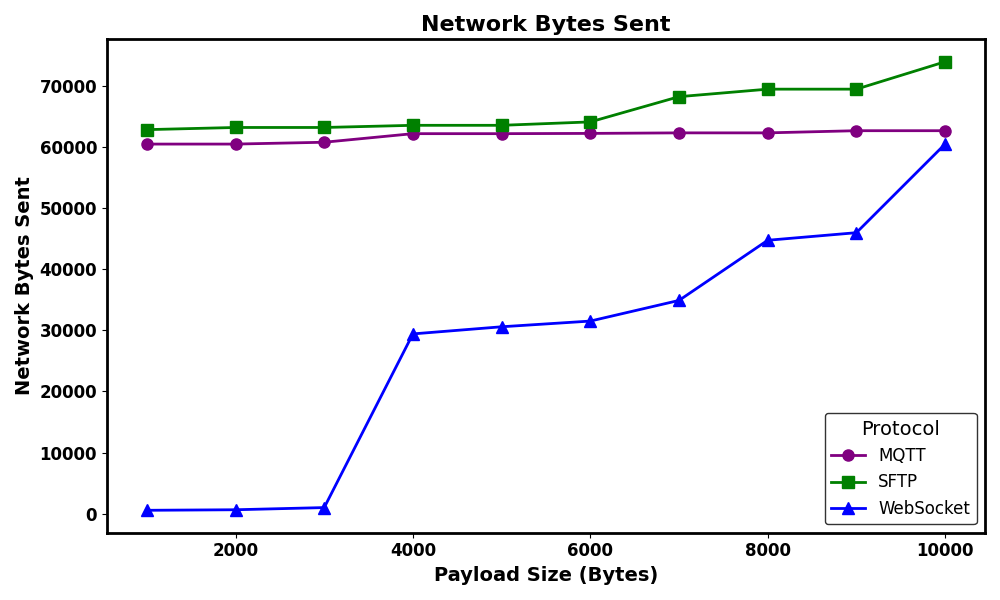 Network Bytes Sent
Network Bytes Sent
70000
60000
50000
40000
30000
20000
10000
0
2000 4000 6000 8000 10000
Payload Size (Bytes)
Protocol
MQTT
SFTP
WebSocket